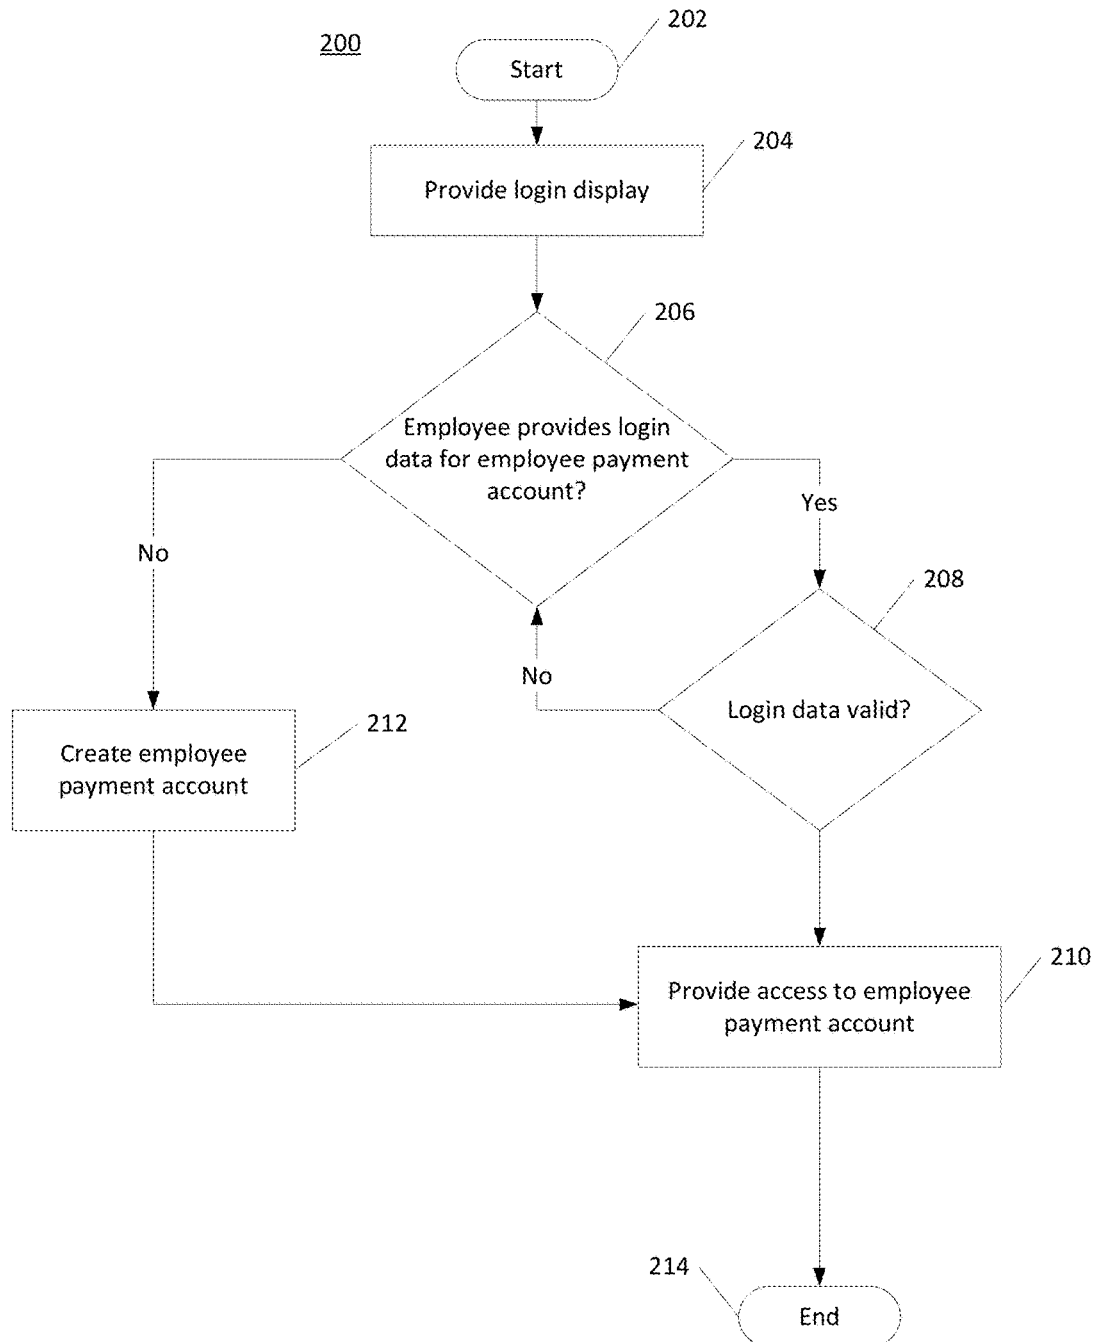 200
202
Start
204
Provide login display
206
Employee provides login
data for employee payment
account?
No
Yes
208
No
Login data valid?
212
Create employee
payment account
210
Provide access to employee
payment account
214
End